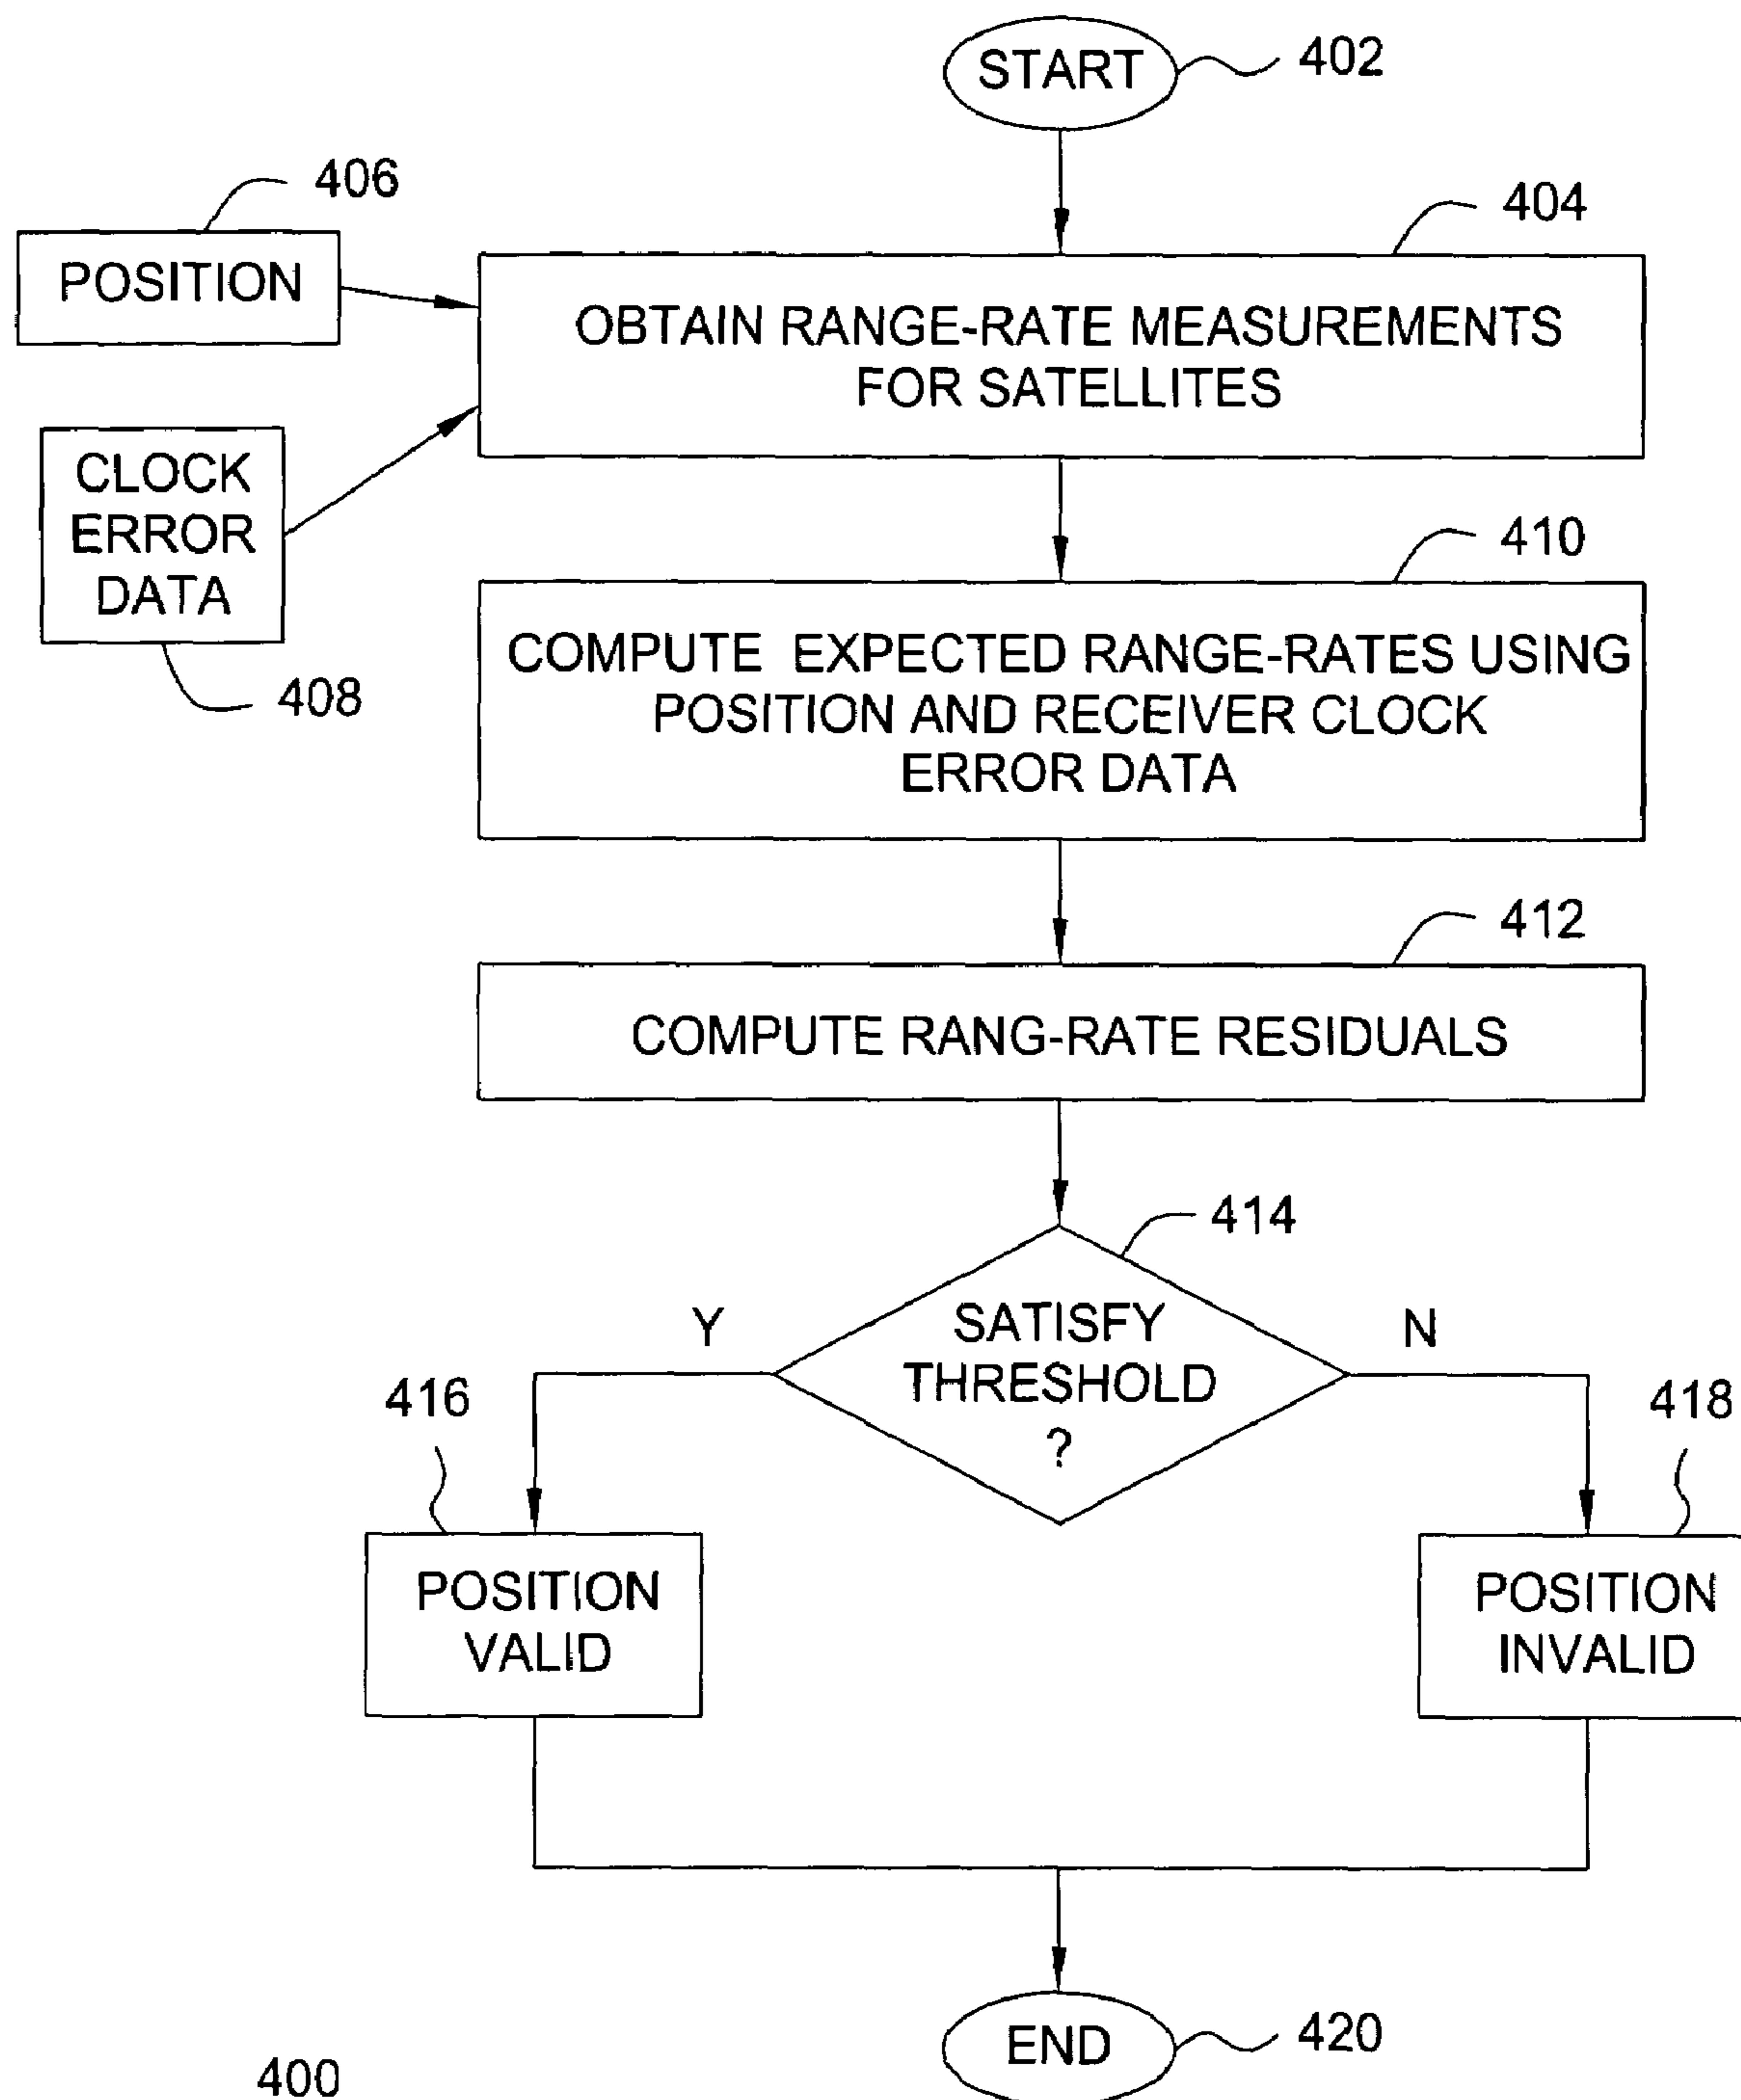 START
402
406
POSITION
404
OBTAIN RANGE-RATE MEASUREMENTS
FOR SATELLITES
CLOCK
ERROR
DATA
408
410
COMPUTE EXPECTED RANGE-RATES USING
POSITION AND RECEIVER CLOCK
ERROR DATA
412
COMPUTE RANG-RATE RESIDUALS
414
SATISFY
THRESHOLD
?
Y
N
416
POSITION
VALID
418
POSITION
INVALID
END
420
400